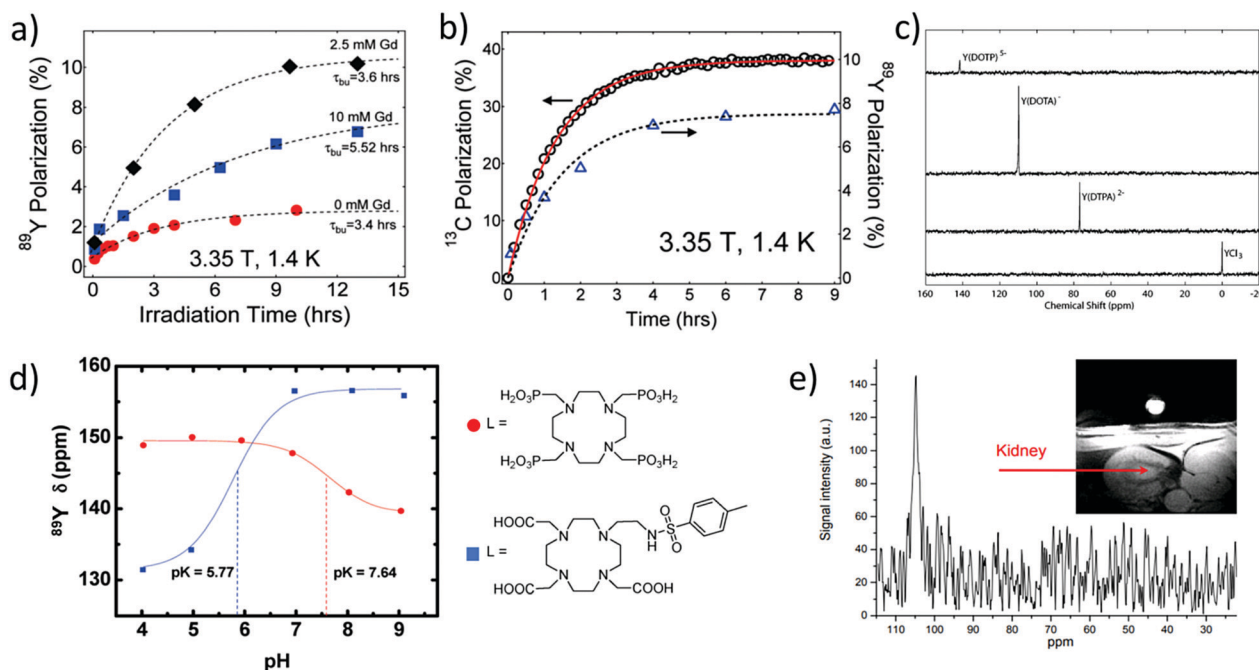 a)
2.5 mM Gd
τbu=3.6 hrs
10 mM Gd
τbu=5.52 hrs
0 mM Gd
τbu=3.4 hrs
3.35 T, 1.4 K
89Y Polarization (%)
10
8
6
4
2
0
0 3 6 9 12 15
Irradiation Time (hrs)
b)
13C Polarization (%)
40
30
20
10
0
89Y Polarization (%)
10
8
6
4
2
0
3.35 T, 1.4 K
0 1 2 3 4 5 6 7 8 9
Time (hrs)
c)
Y(DOTP)5-
Y(DOTA)-
Y(DTPA)2-
YCl3
160 140 120 100 80 60 40 20 0 -20
Chemical Shift (ppm)
d)
89Y δ (ppm)
160
150
140
130
pK = 5.77
pK = 7.64
4 5 6 7 8 9
pH
L =
H2O3P
PO3H2
N
N
N
N
H2O3P
PO3H2
L =
HOOC
N
N
N
H
S
O
O
N
N
HOOC
COOH
e)
Signal intensity (a.u.)
140
120
100
80
60
40
20
0
Kidney
110 100 90 80 70 60 50 40 30
ppm